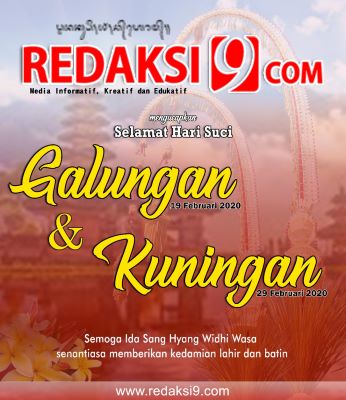 REDAKSI 9 COM
Media Informatif, Kreatif dan Edukatif
mengucapkan
Selamat Hari Suci
Galungan
19 Februari 2020
&
Kuningan
29 Februari 2020
Semoga Ida Sang Hyang Widhi Wasa
senantiasa memberikan kedamian lahir dan batin
www.redaksi9.com